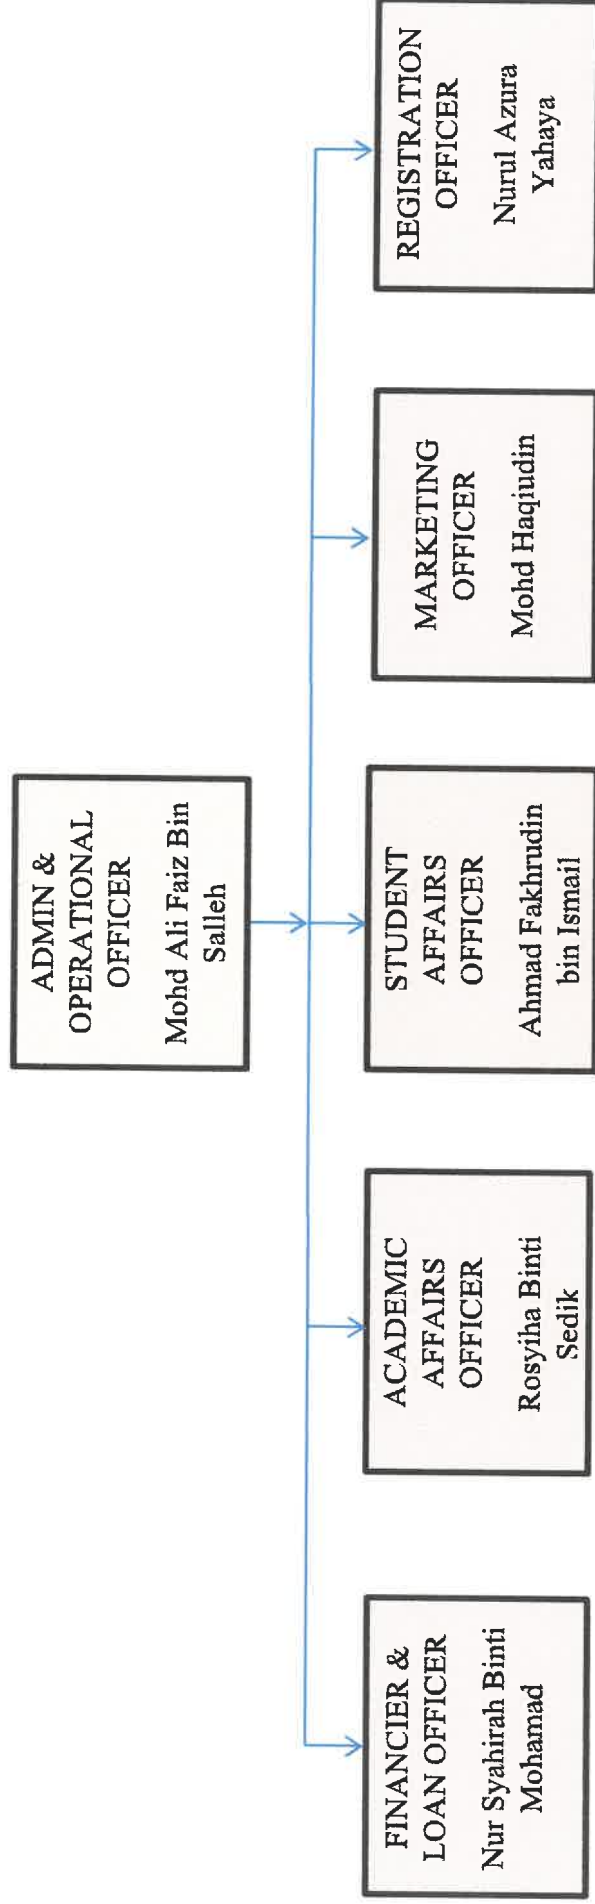 ADMIN &
OPERATIONAL
OFFICER
Mohd Ali Faiz Bin
Salleh
FINANCIER &
LOAN OFFICER
Nur Syahirah Binti
Mohamad
ACADEMIC
AFFAIRS
OFFICER
Rosyiha Binti
Sedik
STUDENT
AFFAIRS
OFFICER
Ahmad Fakhrudin
bin Ismail
MARKETING
OFFICER
Mohd Haqiudin
REGISTRATION
OFFICER
Nurul Azura
Yahaya